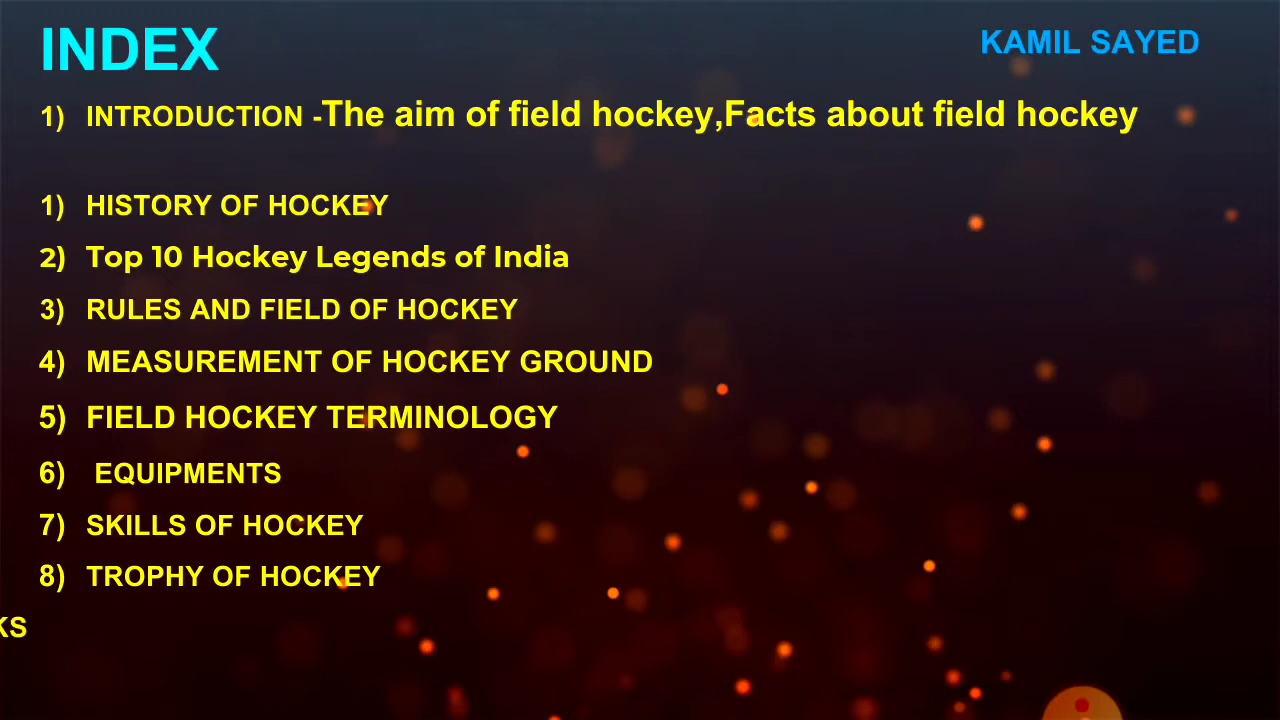 INDEX
KAMIL SAYED
1) INTRODUCTION -The aim of field hockey,Facts about field hockey
1) HISTORY OF HOCKEY
2) Top 10 Hockey Legends of India
3) RULES AND FIELD OF HOCKEY
4) MEASUREMENT OF HOCKEY GROUND
5) FIELD HOCKEY TERMINOLOGY
6) EQUIPMENTS
7) SKILLS OF HOCKEY
8) TROPHY OF HOCKEY